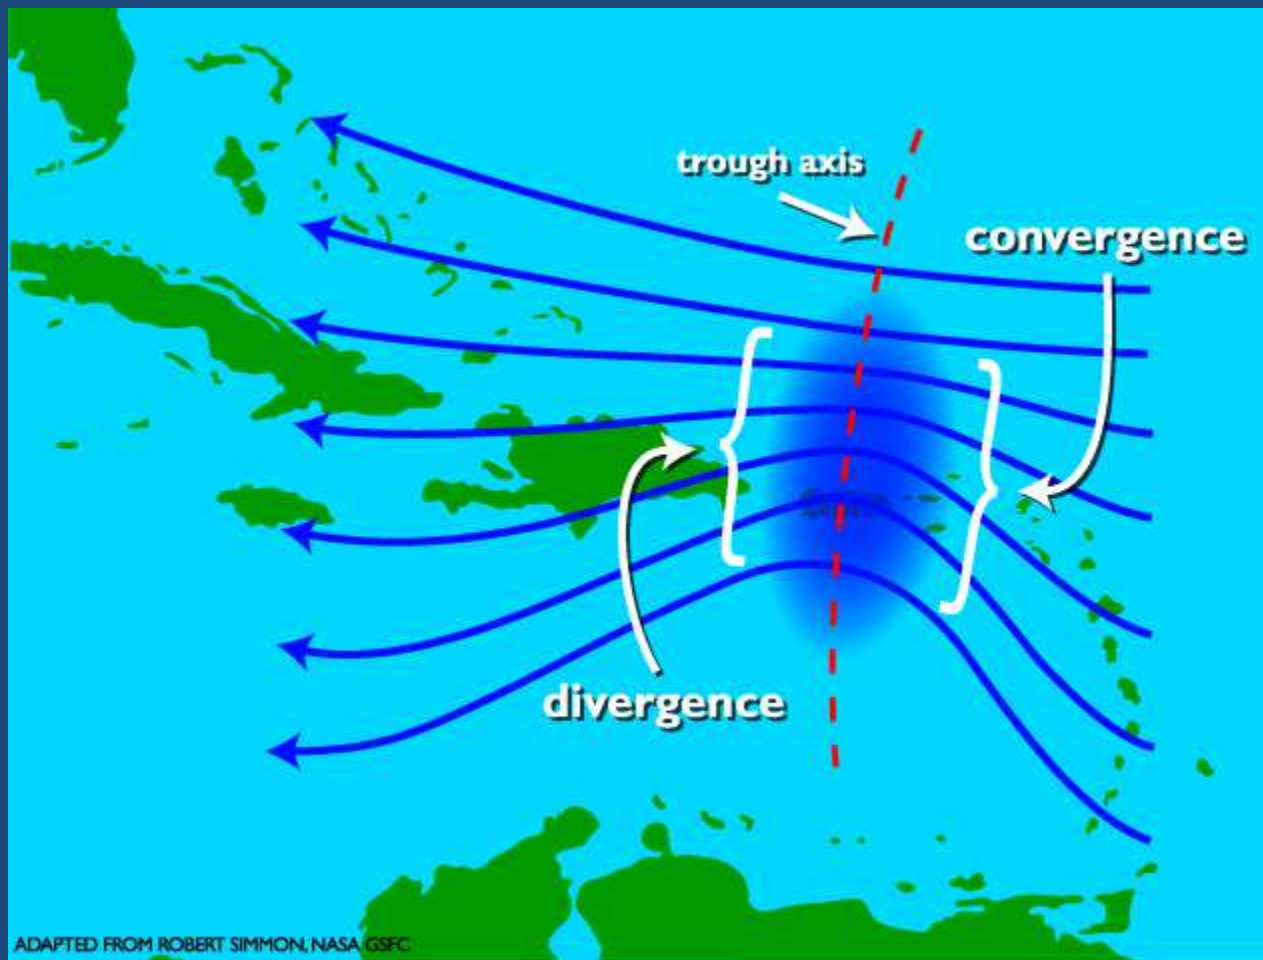 trough axis
convergence
divergence
ADAPTED FROM ROBERT SIMMON, NASA GSFC